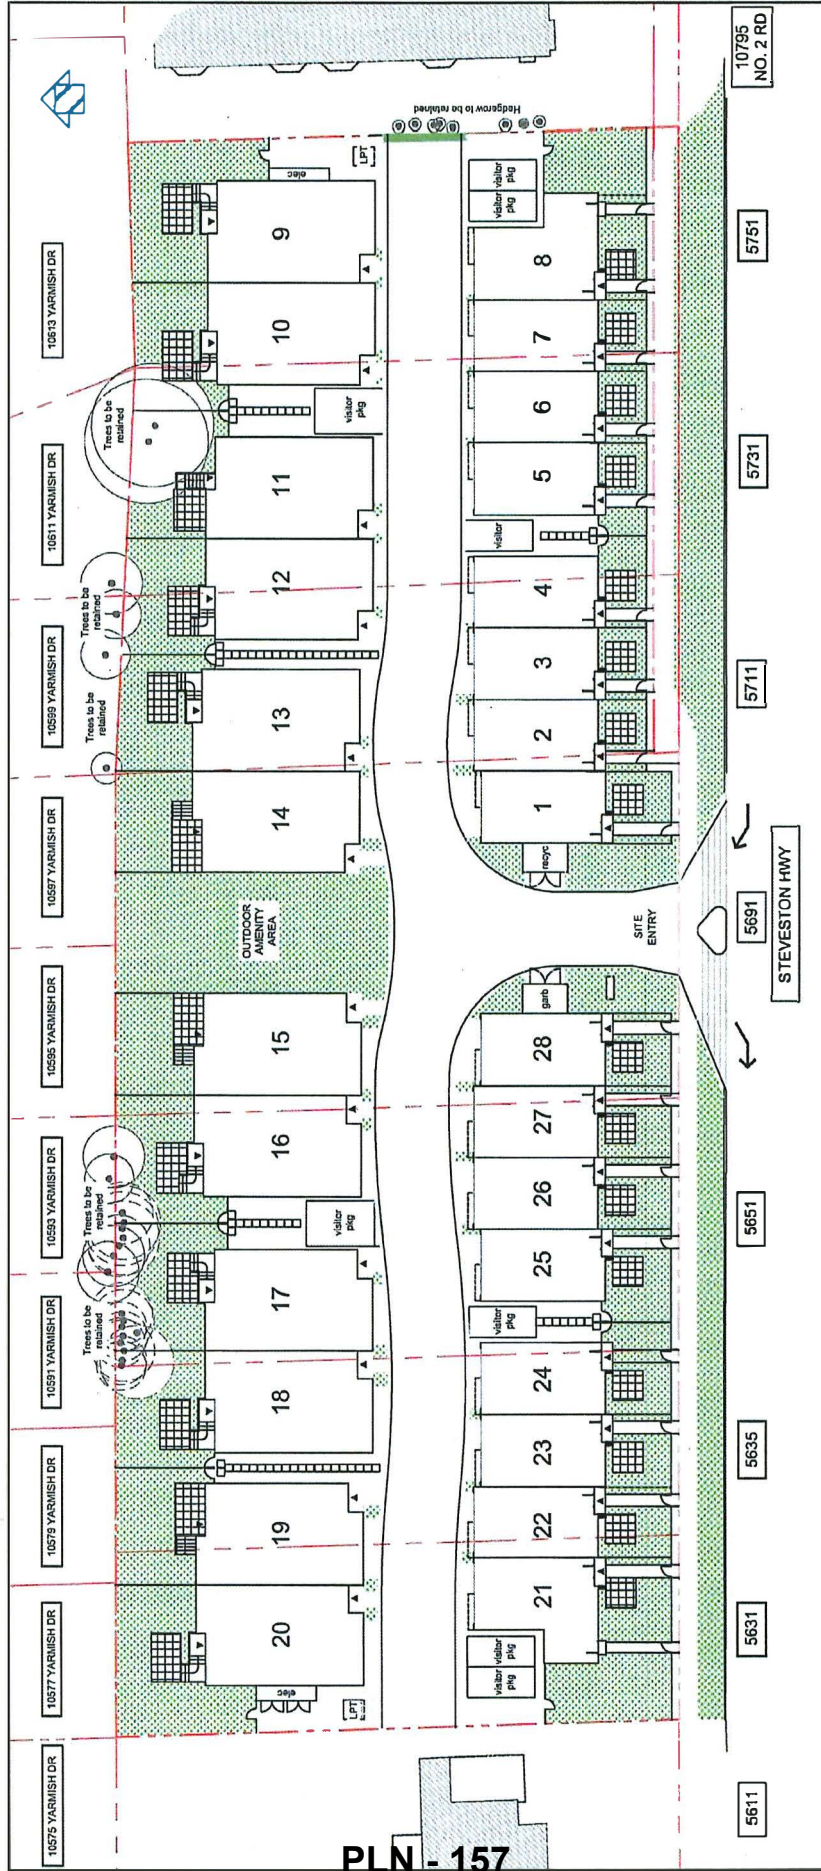 10575 YARMISH DR
10577 YARMISH DR
10579 YARMISH DR
10591 YARMISH DR
10593 YARMISH DR
10595 YARMISH DR
10597 YARMISH DR
10599 YARMISH DR
10611 YARMISH DR
10613 YARMISH DR
Trees to be
retained
Trees to be
retained
Trees to be
retained
Trees to be
retained
Trees to be
retained
20
19
18
17
16
15
OUTDOOR
AMENITY
AREA
14
13
12
11
10
9
elec
LPT
visitor
pkg
visitor
pkg
elec
LPT
Hedgerow to be retained
visitor
pkg
visitor
pkg
21
22
23
24
visitor
pkg
25
26
27
28
garb
SITE
ENTRY
recyc
1
2
3
4
visitor
5
6
7
8
visitor
pkg
visitor
pkg
5611
5631
5635
5651
5691
5711
5731
5751
10795
NO. 2 RD
STEVESTON HWY
PLN - 157